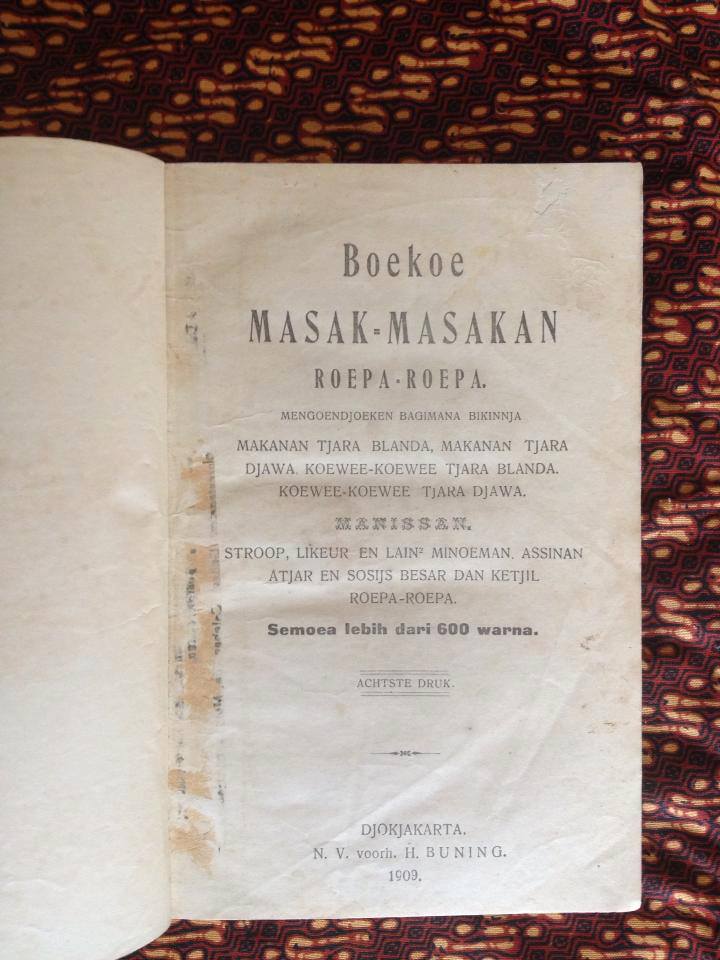 Boekoe
MASAK=MASAKAN
ROEPA-ROEPA.
MENGOENDJOEKEN BAGIMANA BIKINNJA
MAKANAN TJARA BLANDA, MAKANAN TJARA
DJAWA. KOEWEE-KOEWEE TJARA BLANDA.
KOEWEE-KOEWEE TJARA DJAWA.
MANISSAN.
STROOP, LIKEUR EN LAIN² MINOEMAN, ASSINAN
ATJAR EN SOSIJS BESAR DAN KETJIL
ROEPA-ROEPA.
Semoea lebih dari 600 warna.
ACHTSTE DRUK.
DJOKJAKARTA.
N. V. voorh. H. BUNING.
1909.